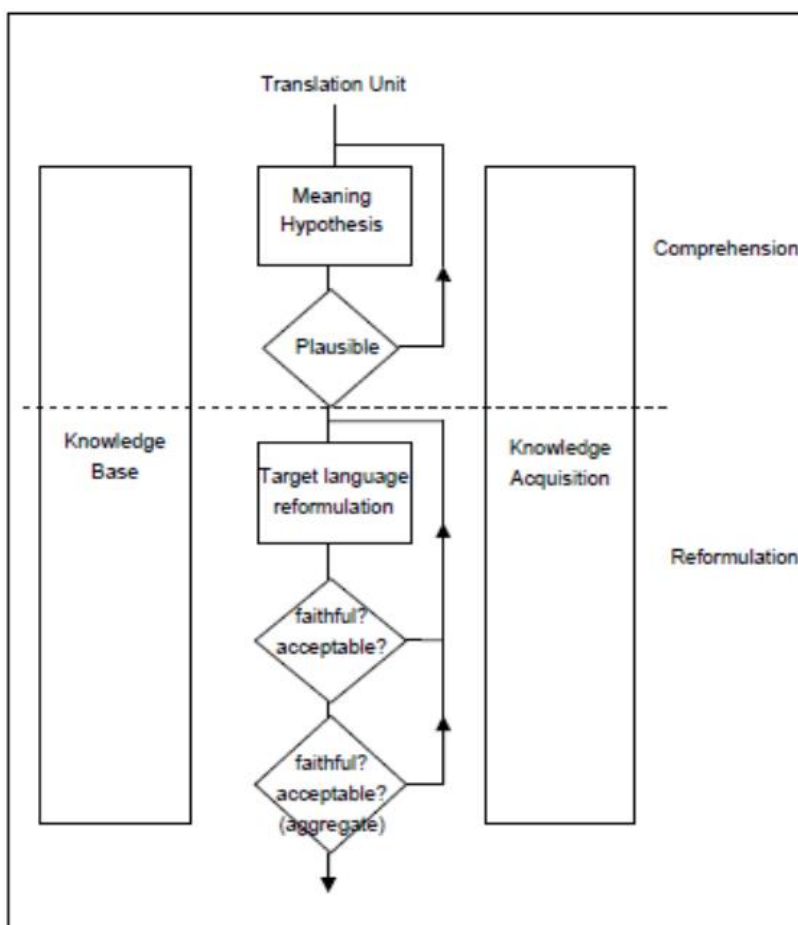 Translation Unit
Meaning
Hypothesis
Comprehension
Plausible
Knowledge
Base
Target language
reformulation
Knowledge
Acquisition
Reformulation
faithful?
acceptable?
faithful?
acceptable?
(aggregate)